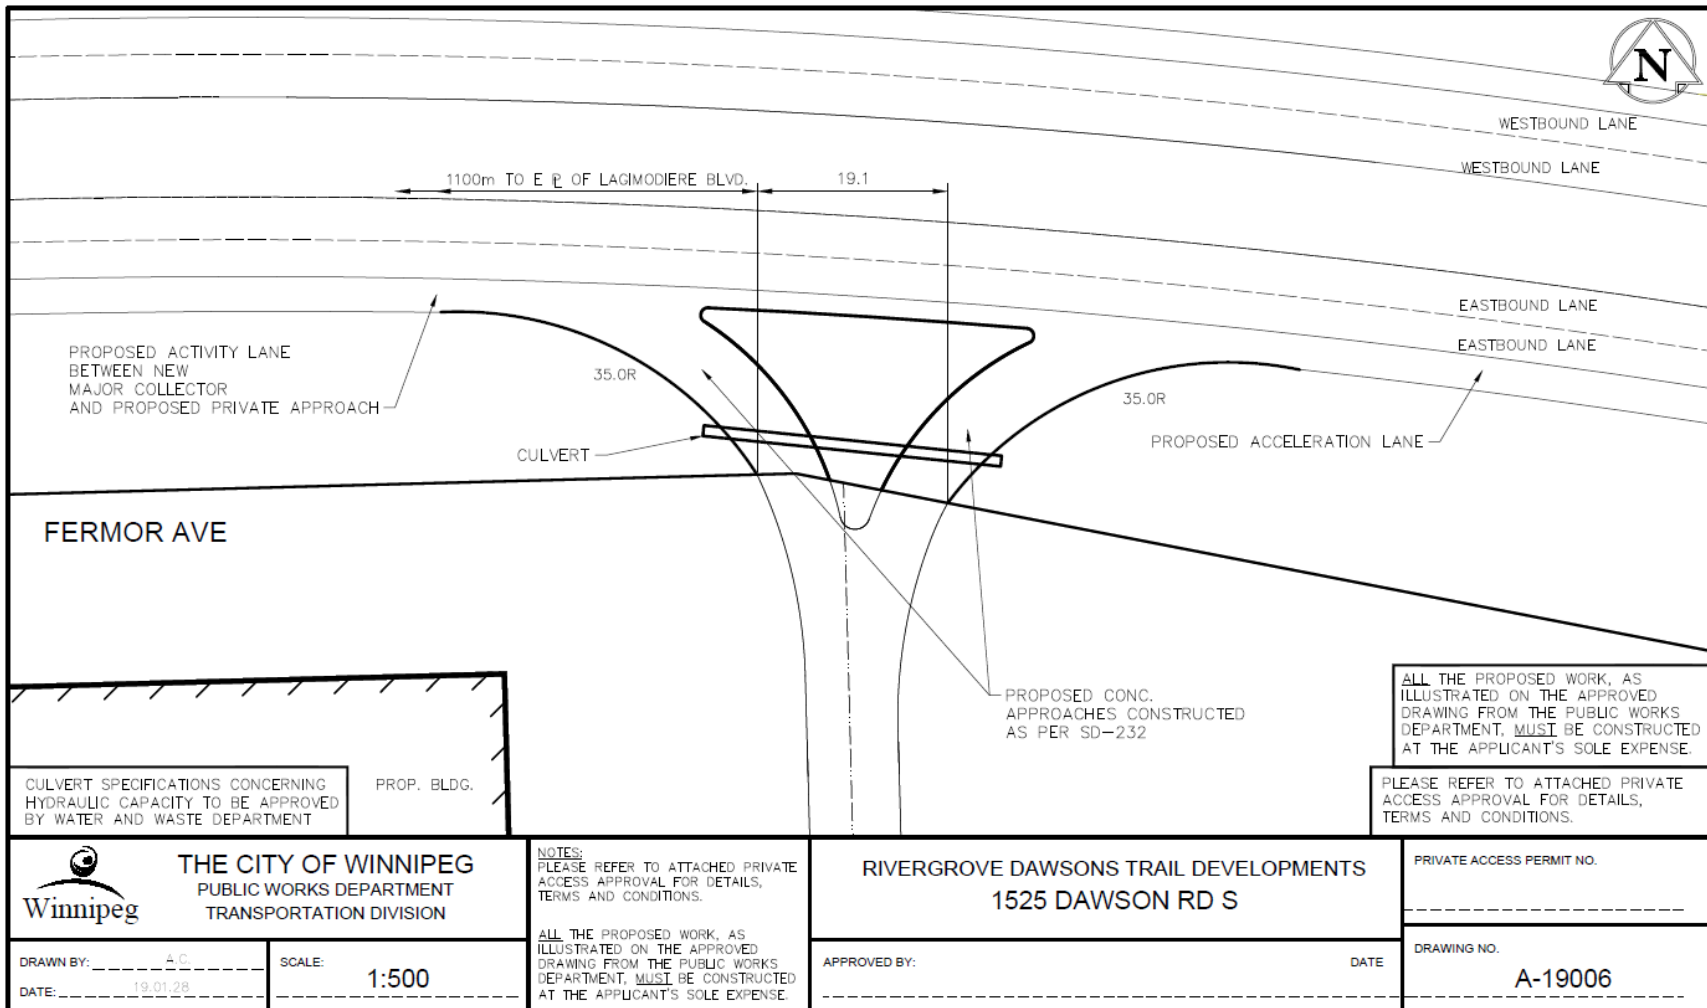 N
WESTBOUND LANE
WESTBOUND LANE
1100m TO E ⅊ OF LAGIMODIERE BLVD.
19.1
EASTBOUND LANE
EASTBOUND LANE
PROPOSED ACTIVITY LANE
BETWEEN NEW
MAJOR COLLECTOR
AND PROPOSED PRIVATE APPROACH
35.0R
35.0R
CULVERT
PROPOSED ACCELERATION LANE
FERMOR AVE
PROPOSED CONC.
APPROACHES CONSTRUCTED
AS PER SD-232
ALL THE PROPOSED WORK, AS
ILLUSTRATED ON THE APPROVED
DRAWING FROM THE PUBLIC WORKS
DEPARTMENT, MUST BE CONSTRUCTED
AT THE APPLICANT'S SOLE EXPENSE.
CULVERT SPECIFICATIONS CONCERNING
HYDRAULIC CAPACITY TO BE APPROVED
BY WATER AND WASTE DEPARTMENT
PROP. BLDG.
PLEASE REFER TO ATTACHED PRIVATE
ACCESS APPROVAL FOR DETAILS,
TERMS AND CONDITIONS.
Winnipeg
THE CITY OF WINNIPEG
PUBLIC WORKS DEPARTMENT
TRANSPORTATION DIVISION
DRAWN BY: A.C.
DATE: 19.01.28
SCALE:
1:500
NOTES:
PLEASE REFER TO ATTACHED PRIVATE
ACCESS APPROVAL FOR DETAILS,
TERMS AND CONDITIONS.
ALL THE PROPOSED WORK, AS
ILLUSTRATED ON THE APPROVED
DRAWING FROM THE PUBLIC WORKS
DEPARTMENT, MUST BE CONSTRUCTED
AT THE APPLICANT'S SOLE EXPENSE.
RIVERGROVE DAWSONS TRAIL DEVELOPMENTS
1525 DAWSON RD S
APPROVED BY:
DATE
PRIVATE ACCESS PERMIT NO.
DRAWING NO.
A-19006